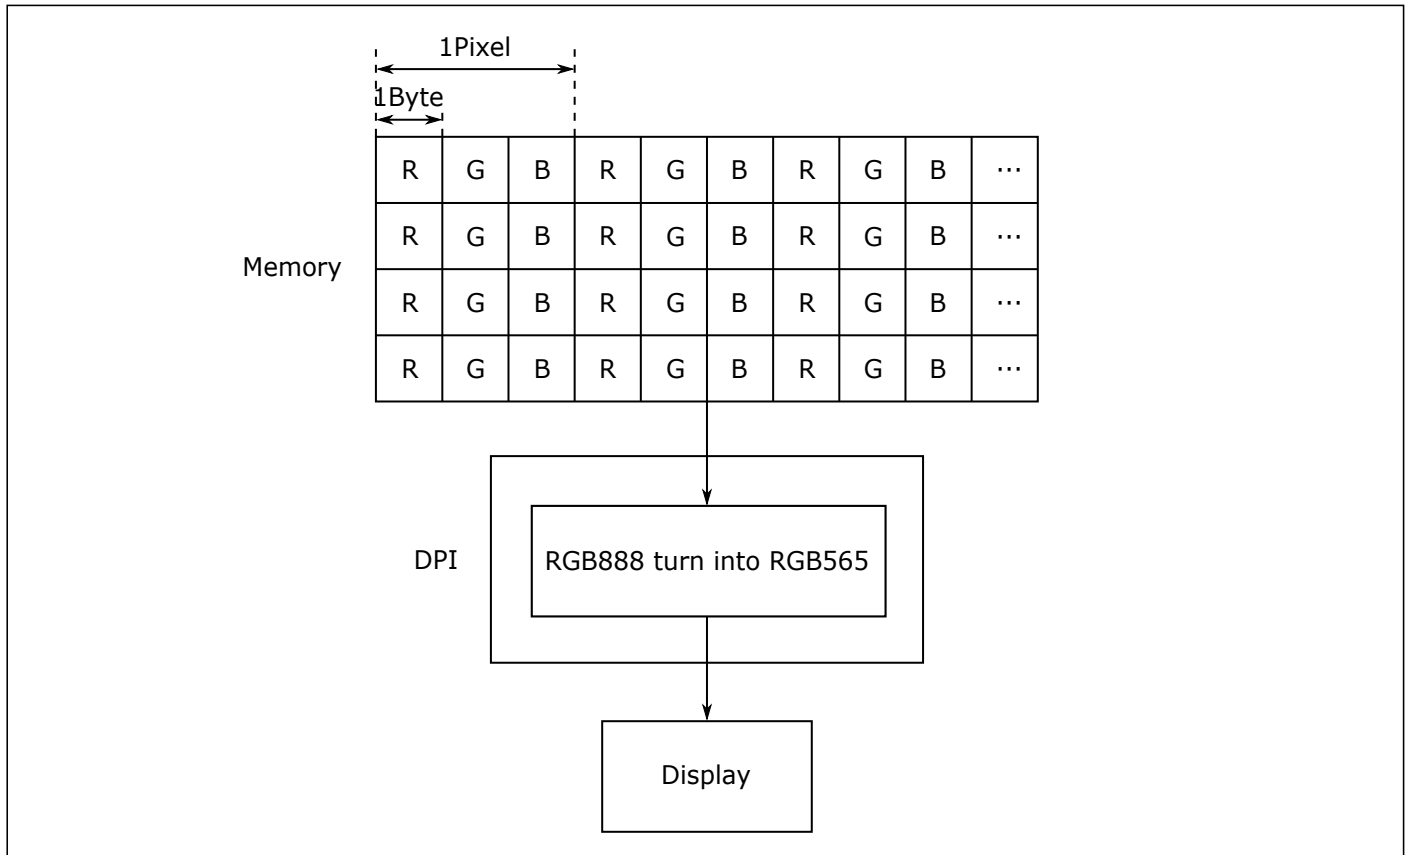 1Pixel
1Byte
R G B R G B R G B ⋯
R G B R G B R G B ⋯
Memory
R G B R G B R G B ⋯
R G B R G B R G B ⋯
DPI
RGB888 turn into RGB565
Display